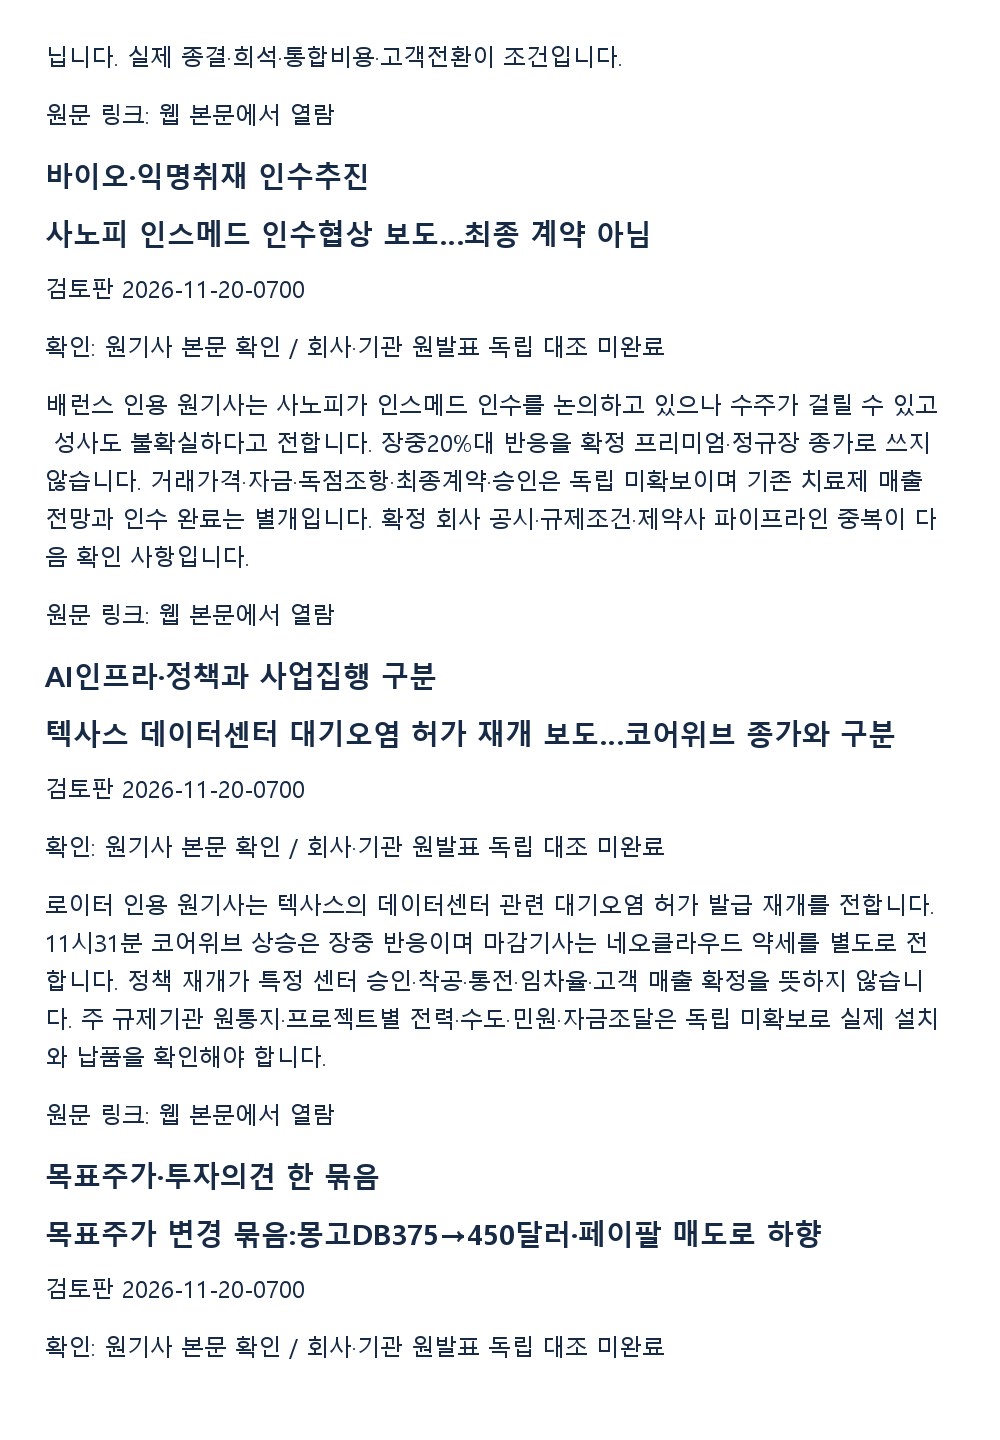 닙니다. 실제 종결·희석·통합비용·고객전환이 조건입니다.
원문 링크: 웹 본문에서 열람
바이오·익명취재 인수추진
사노피 인스메드 인수협상 보도...최종 계약 아님
검토판 2026-11-20-0700
확인: 원기사 본문 확인 / 회사·기관 원발표 독립 대조 미완료
배런스 인용 원기사는 사노피가 인스메드 인수를 논의하고 있으나 수주가 걸릴 수 있고
성사도 불확실하다고 전합니다. 장중20%대 반응을 확정 프리미엄·정규장 종가로 쓰지
않습니다. 거래가격·자금·독점조항·최종계약·승인은 독립 미확보이며 기존 치료제 매출
전망과 인수 완료는 별개입니다. 확정 회사 공시·규제조건·제약사 파이프라인 중복이 다
음 확인 사항입니다.
원문 링크: 웹 본문에서 열람
AI인프라·정책과 사업집행 구분
텍사스 데이터센터 대기오염 허가 재개 보도...코어위브 종가와 구분
검토판 2026-11-20-0700
확인: 원기사 본문 확인 / 회사·기관 원발표 독립 대조 미완료
로이터 인용 원기사는 텍사스의 데이터센터 관련 대기오염 허가 발급 재개를 전합니다.
11시31분 코어위브 상승은 장중 반응이며 마감기사는 네오클라우드 약세를 별도로 전
합니다. 정책 재개가 특정 센터 승인·착공·통전·임차율·고객 매출 확정을 뜻하지 않습니
다. 주 규제기관 원통지·프로젝트별 전력·수도·민원·자금조달은 독립 미확보로 실제 설치
와 납품을 확인해야 합니다.
원문 링크: 웹 본문에서 열람
목표주가·투자의견 한 묶음
목표주가 변경 묶음:몽고DB375→450달러·페이팔 매도로 하향
검토판 2026-11-20-0700
확인: 원기사 본문 확인 / 회사·기관 원발표 독립 대조 미완료